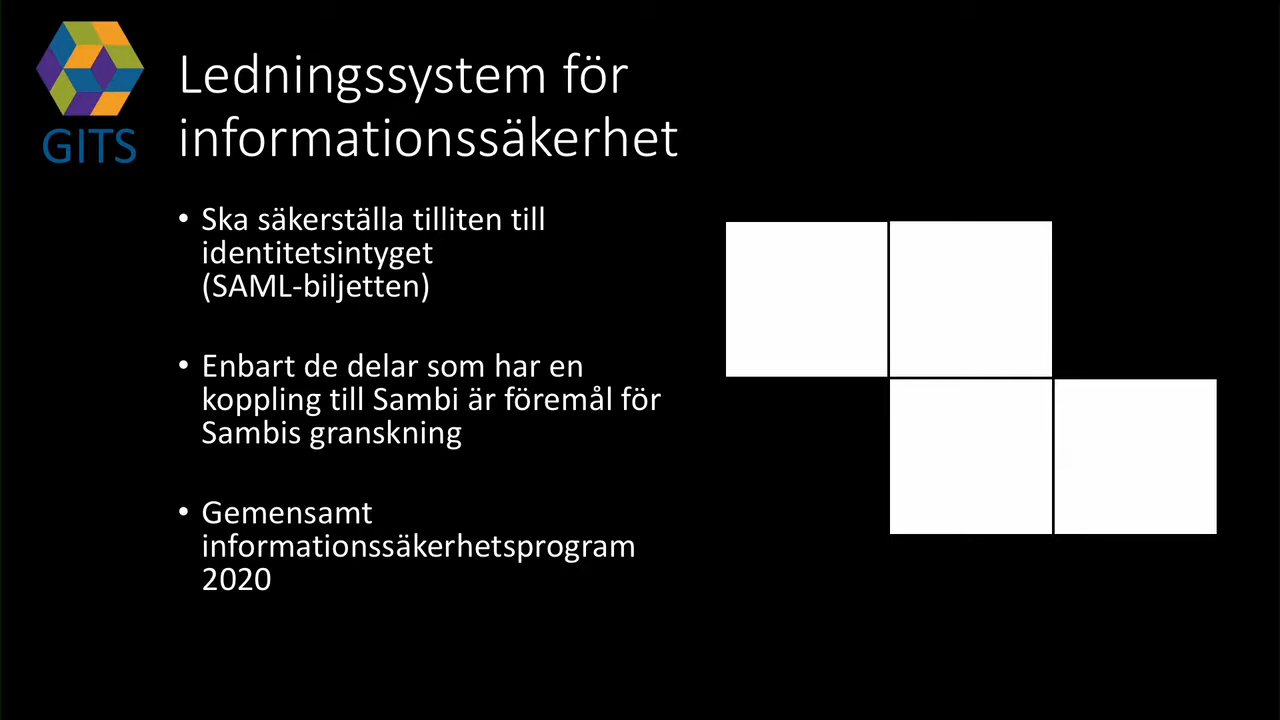 GITS
Ledningssystem för
informationssäkerhet
• Ska säkerställa tilliten till
identitetsintyget
(SAML-biljetten)
• Enbart de delar som har en
koppling till Sambi är föremål för
Sambis granskning
• Gemensamt
informationssäkerhetsprogram
2020